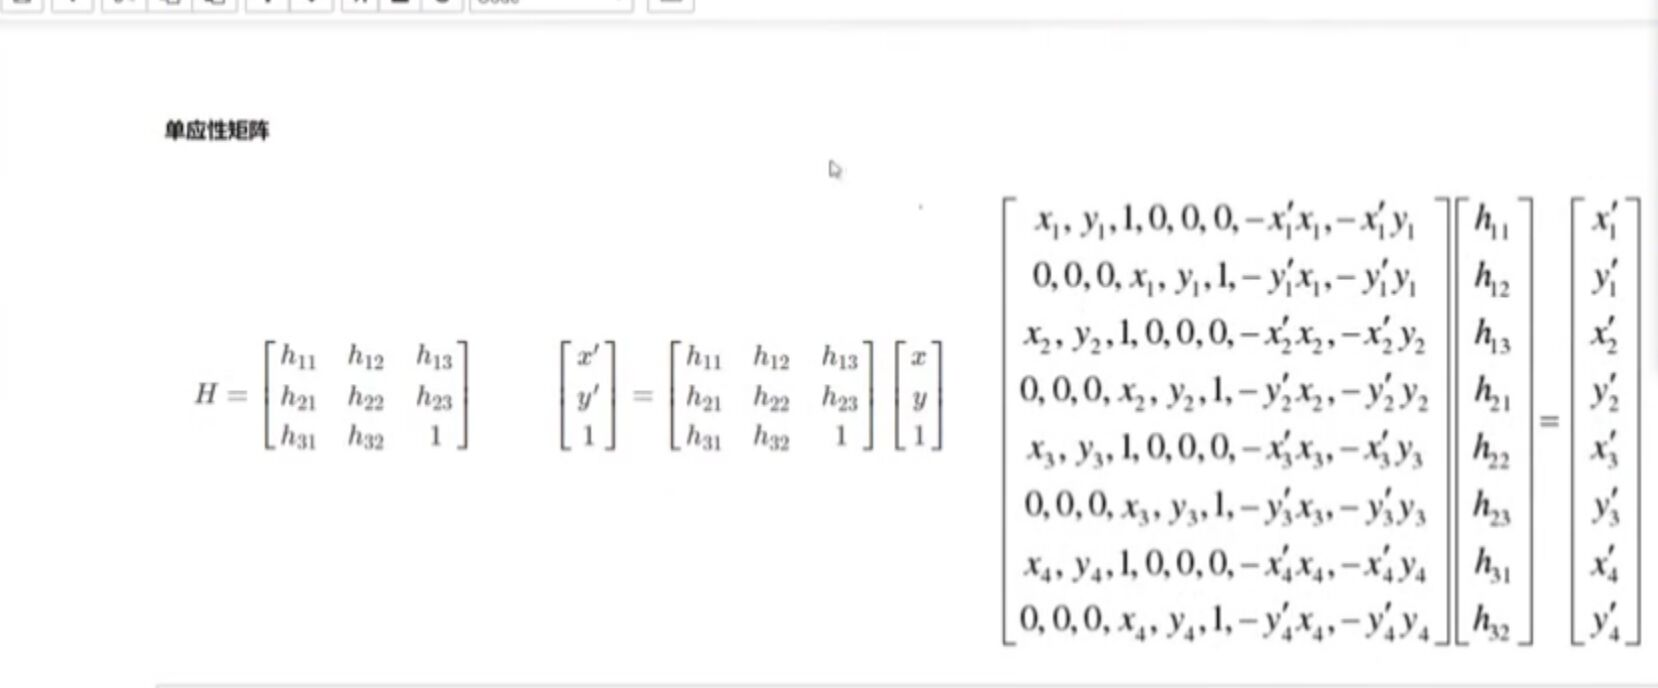 单应性矩阵
H = [h₁₁ h₁₂ h₁₃
h₂₁ h₂₂ h₂₃
h₃₁ h₃₂ 1]
[x′
y′
1] = [h₁₁ h₁₂ h₁₃
h₂₁ h₂₂ h₂₃
h₃₁ h₃₂ 1] [x
y
1]
[x₁, y₁, 1, 0, 0, 0, −x′₁x₁, −x′₁y₁
0, 0, 0, x₁, y₁, 1, −y′₁x₁, −y′₁y₁
x₂, y₂, 1, 0, 0, 0, −x′₂x₂, −x′₂y₂
0, 0, 0, x₂, y₂, 1, −y′₂x₂, −y′₂y₂
x₃, y₃, 1, 0, 0, 0, −x′₃x₃, −x′₃y₃
0, 0, 0, x₃, y₃, 1, −y′₃x₃, −y′₃y₃
x₄, y₄, 1, 0, 0, 0, −x′₄x₄, −x′₄y₄
0, 0, 0, x₄, y₄, 1, −y′₄x₄, −y′₄y₄]
[h₁₁
h₁₂
h₁₃
h₂₁
h₂₂
h₂₃
h₃₁
h₃₂]
=
[x′₁
y′₁
x′₂
y′₂
x′₃
y′₃
x′₄
y′₄]